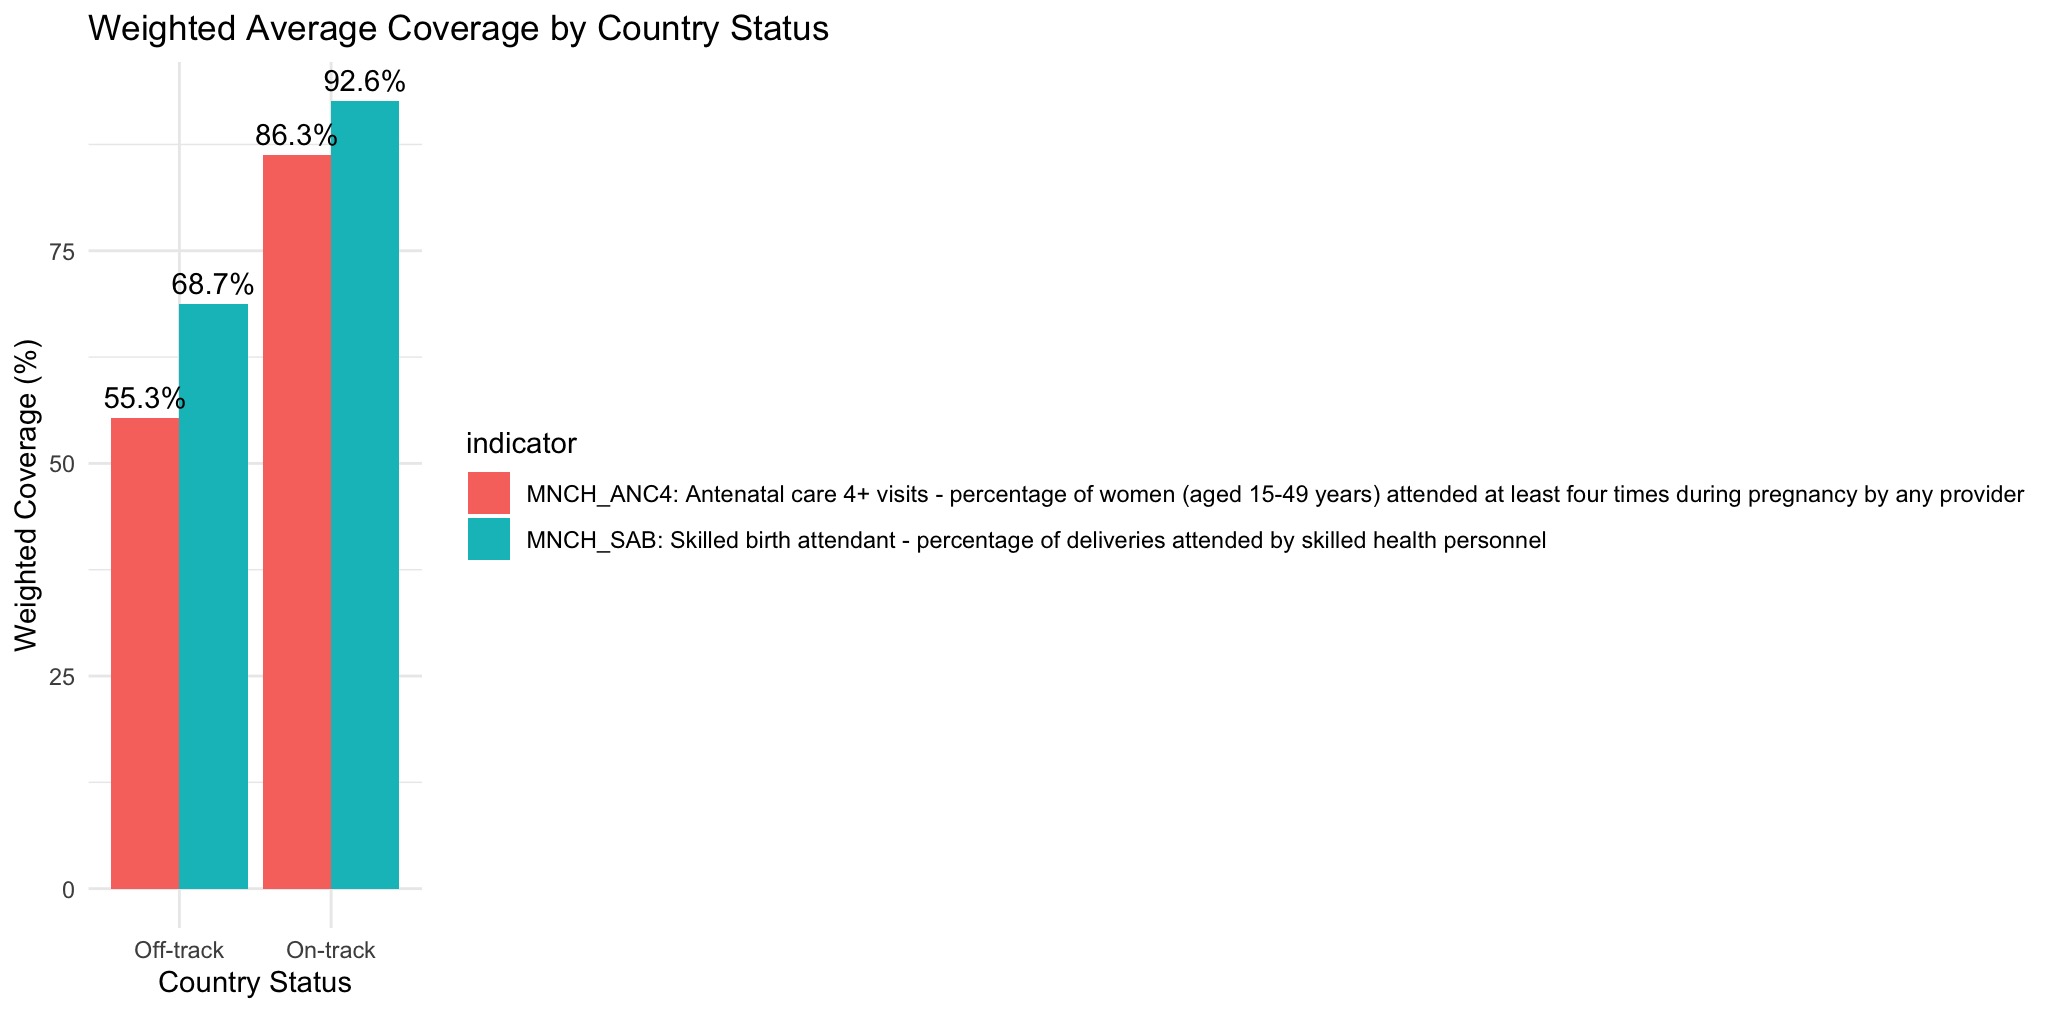 Weighted Average Coverage by Country Status
92.6%
86.3%
75
68.7%
55.3%
50
25
0
Weighted Coverage (%)
Off-track
On-track
Country Status
indicator
MNCH_ANC4: Antenatal care 4+ visits - percentage of women (aged 15-49 years) attended at least four times during pregnancy by any provider
MNCH_SAB: Skilled birth attendant - percentage of deliveries attended by skilled health personnel